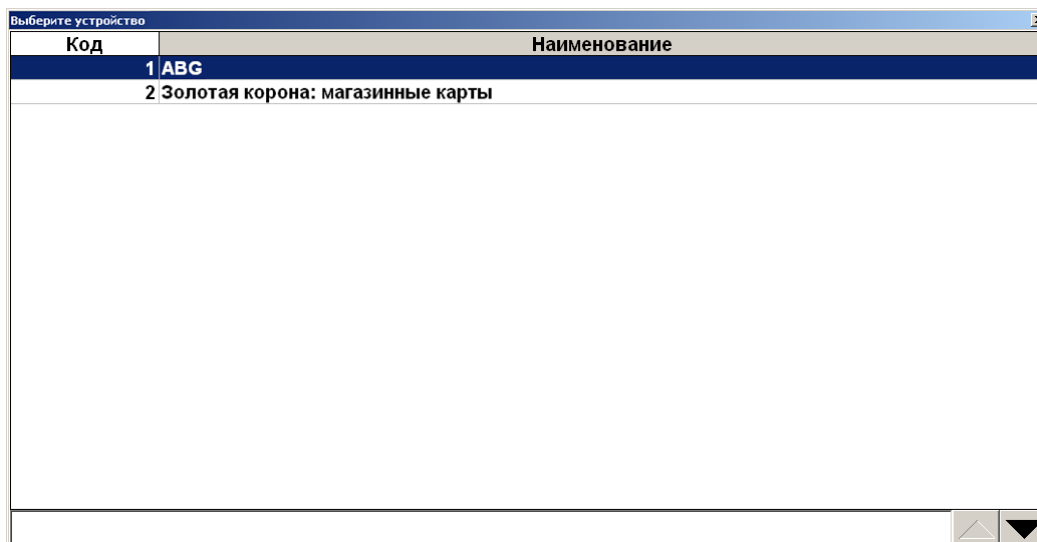 Выберите устройство
Код Наименование
1 ABG
2 Золотая корона: магазинные карты